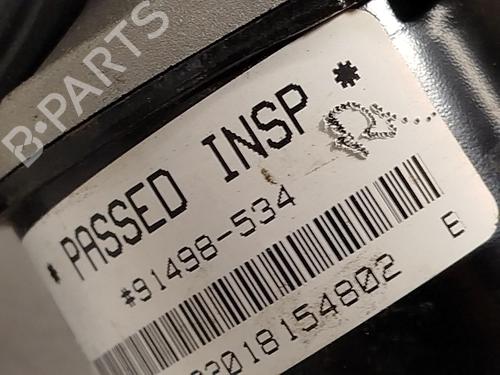 B-PARTS
* PASSED INSP *
#91498-534
2018154802 E